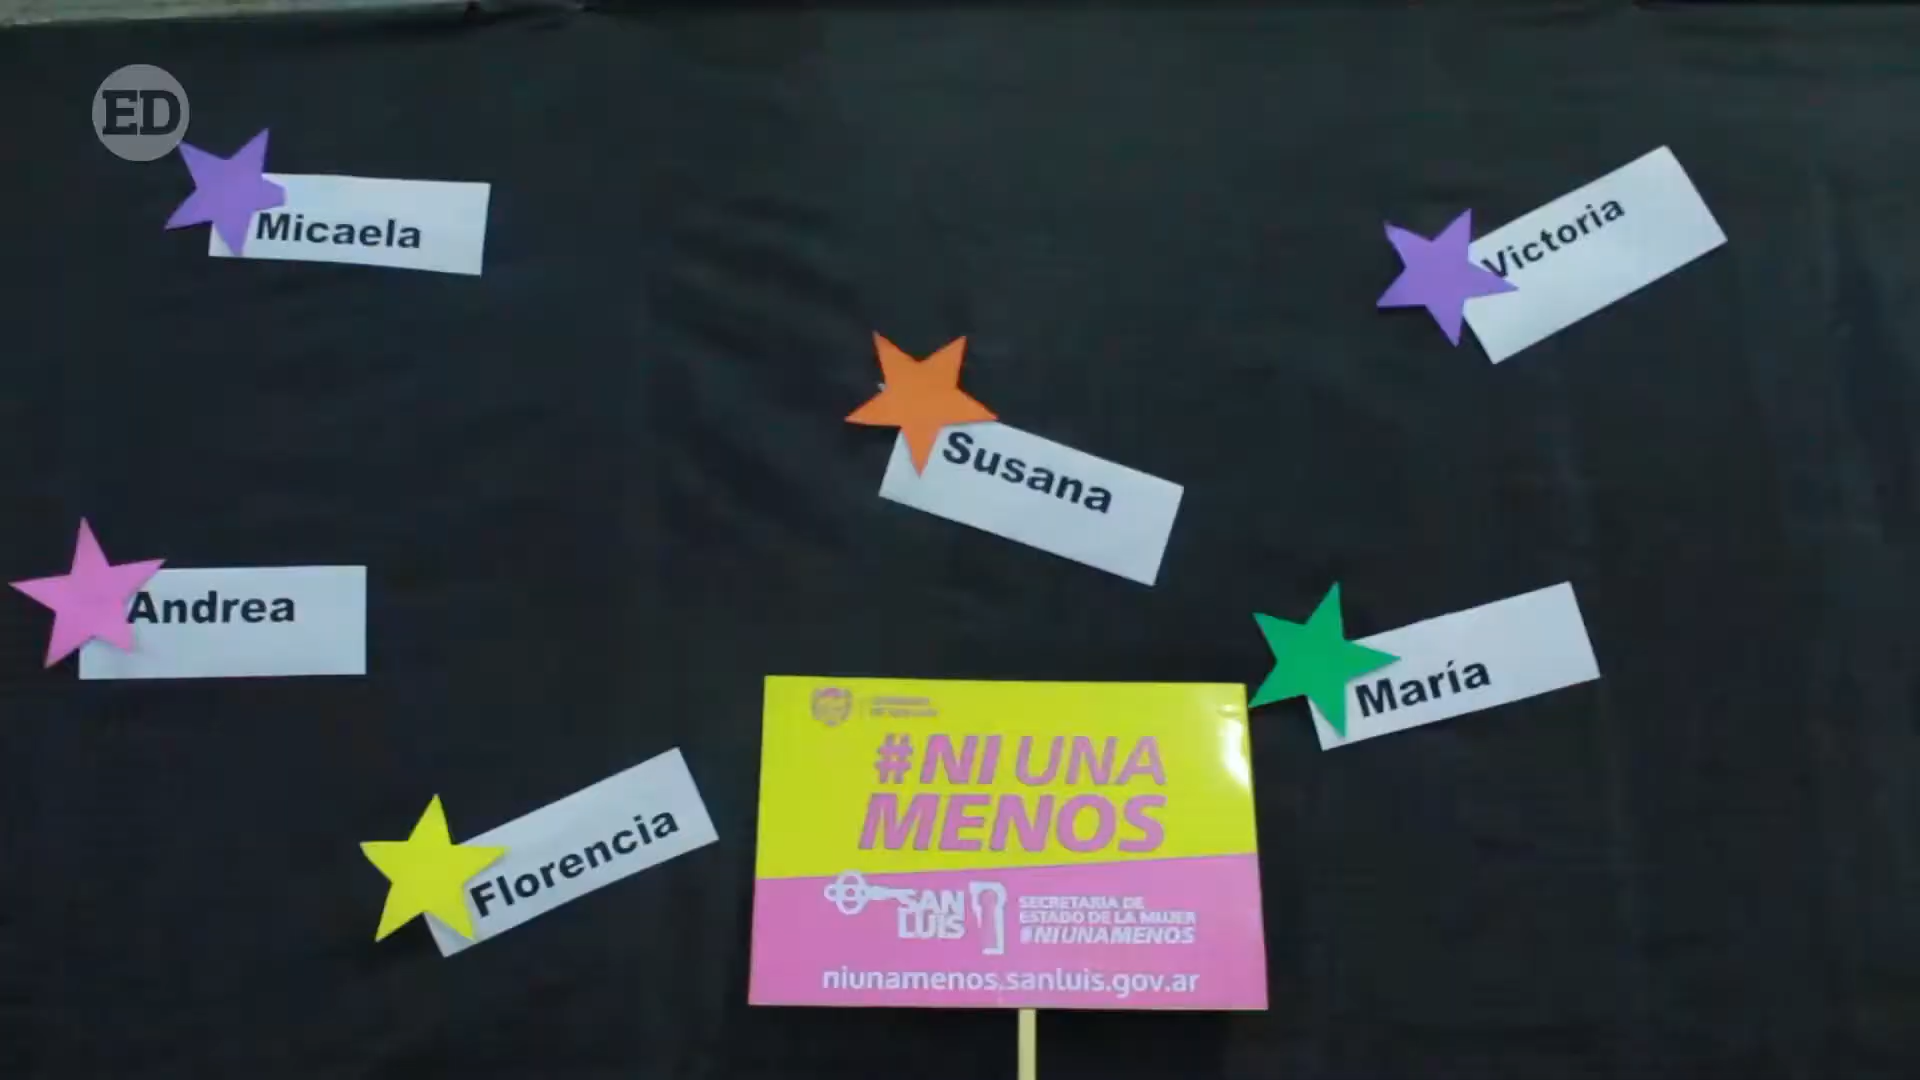 ED
Micaela
Victoria
Susana
Andrea
María
Florencia
#NI UNA
MENOS
SAN
LUIS
SECRETARIA DE
ESTADO DE LA MUJER
#NIUNAMENOS
niunamenos.sanluis.gov.ar